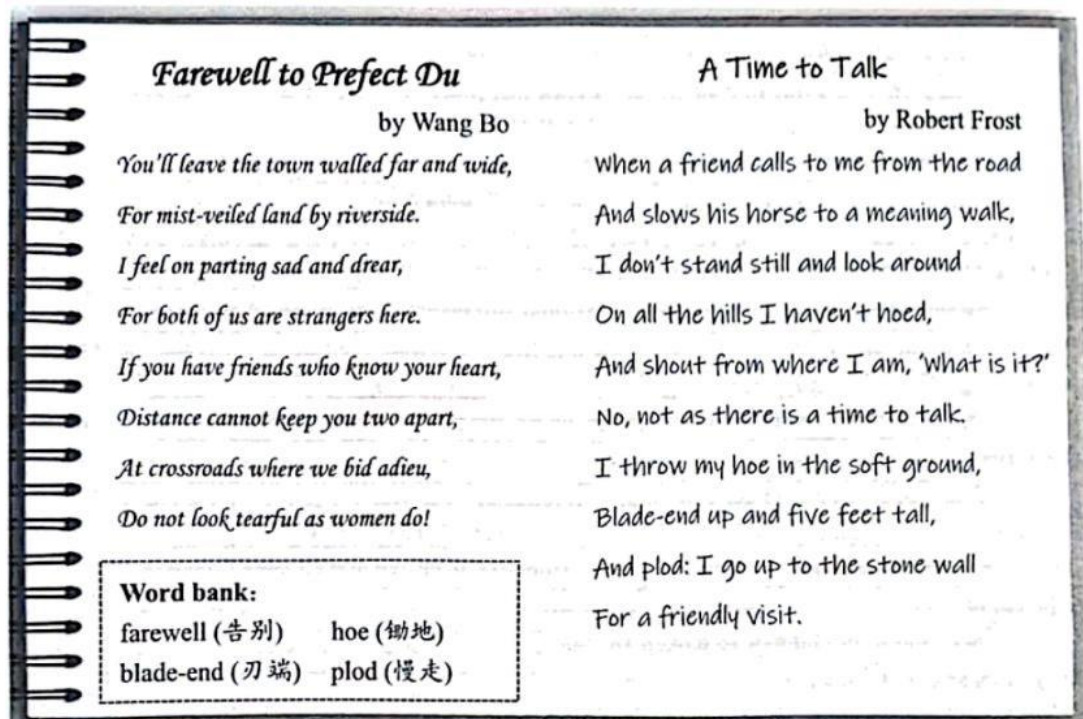 Farewell to Prefect Du
by Wang Bo
You'll leave the town walled far and wide,
For mist-veiled land by riverside.
I feel on parting sad and drear,
For both of us are strangers here.
If you have friends who know your heart,
Distance cannot keep you two apart,
At crossroads where we bid adieu,
Do not look tearful as women do!
Word bank:
farewell (告别) hoe (锄地)
blade-end (刃端) plod (慢走)
A Time to Talk
by Robert Frost
When a friend calls to me from the road
And slows his horse to a meaning walk,
I don't stand still and look around
On all the hills I haven't hoed,
And shout from where I am, 'What is it?'
No, not as there is a time to talk.
I throw my hoe in the soft ground,
Blade-end up and five feet tall,
And plod: I go up to the stone wall
For a friendly visit.